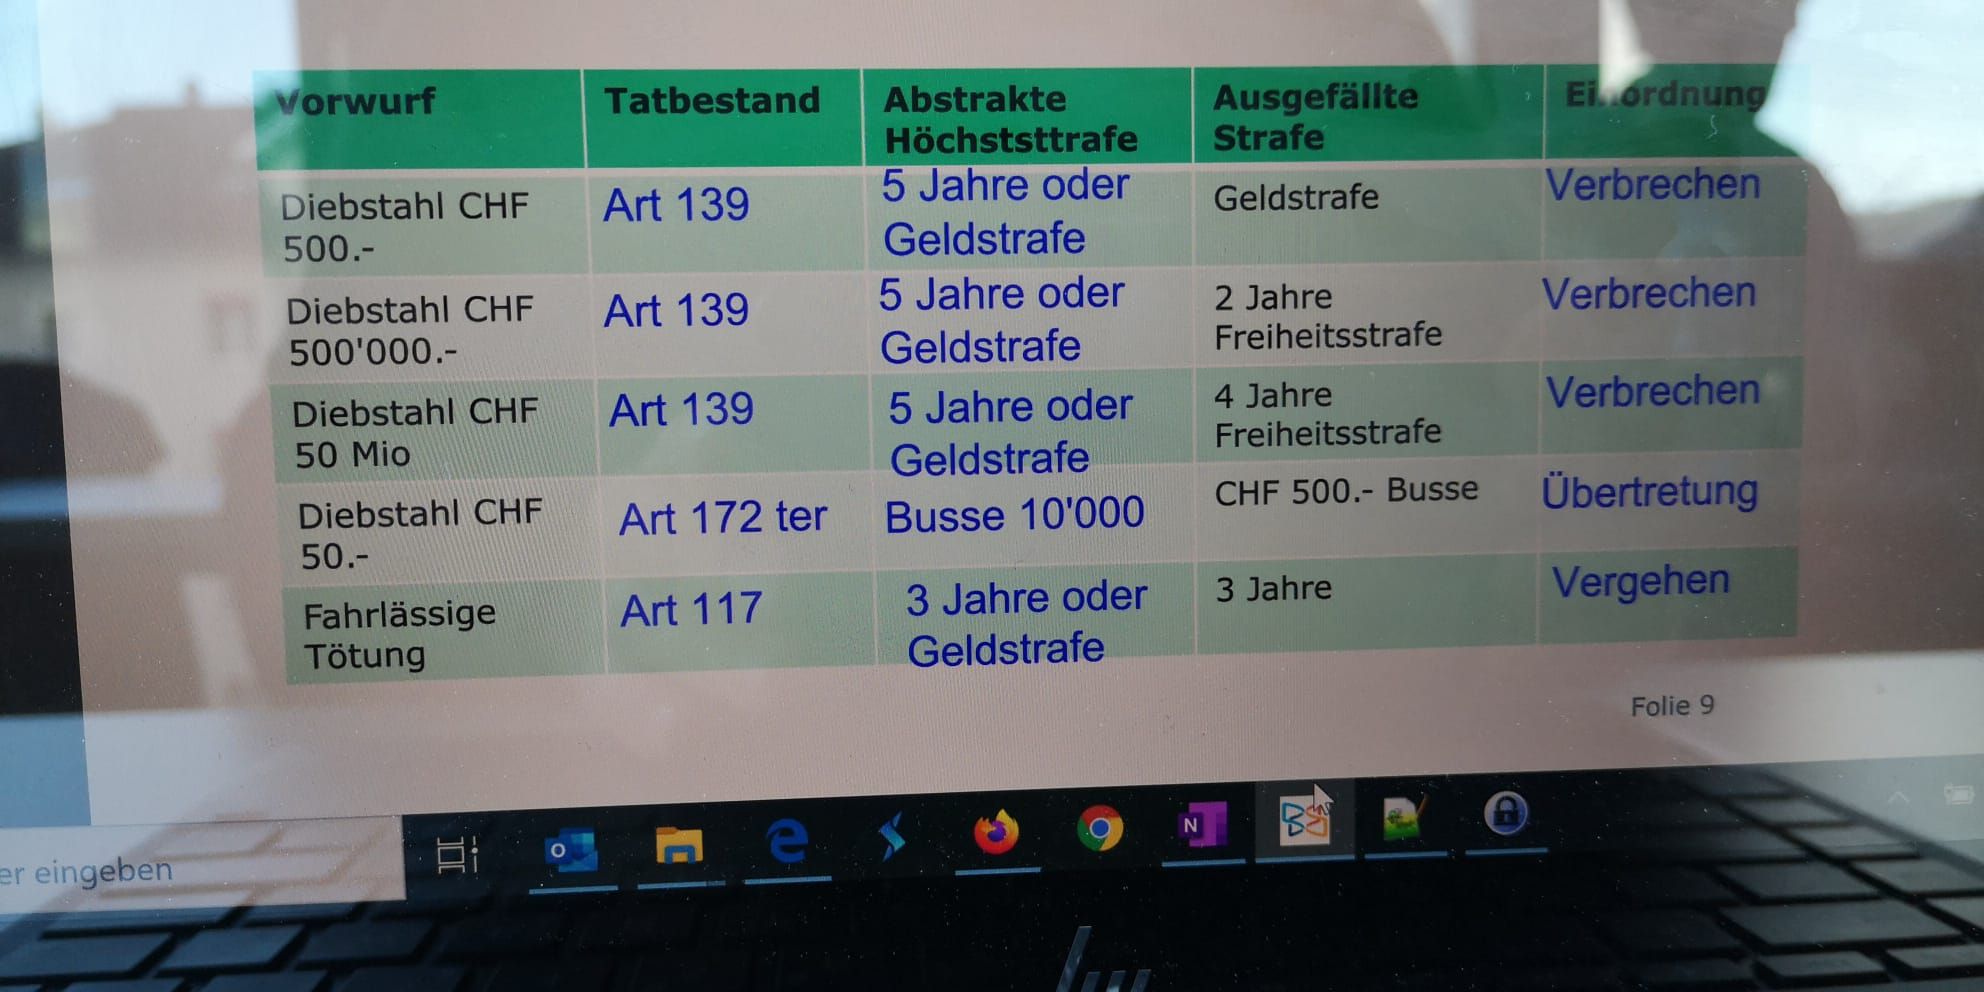 Vorwurf
Tatbestand
Abstrakte
Höchststtrafe
Ausgefällte
Strafe
Einordnung
Diebstahl CHF
500.-
Art 139
5 Jahre oder
Geldstrafe
Geldstrafe
Verbrechen
Diebstahl CHF
500'000.-
Art 139
5 Jahre oder
Geldstrafe
2 Jahre
Freiheitsstrafe
Verbrechen
Diebstahl CHF
50 Mio
Art 139
5 Jahre oder
Geldstrafe
4 Jahre
Freiheitsstrafe
Verbrechen
Diebstahl CHF
50.-
Art 172 ter
Busse 10'000
CHF 500.- Busse
Übertretung
Fahrlässige
Tötung
Art 117
3 Jahre oder
Geldstrafe
3 Jahre
Vergehen
Folie 9
er eingeben
O
N
hp